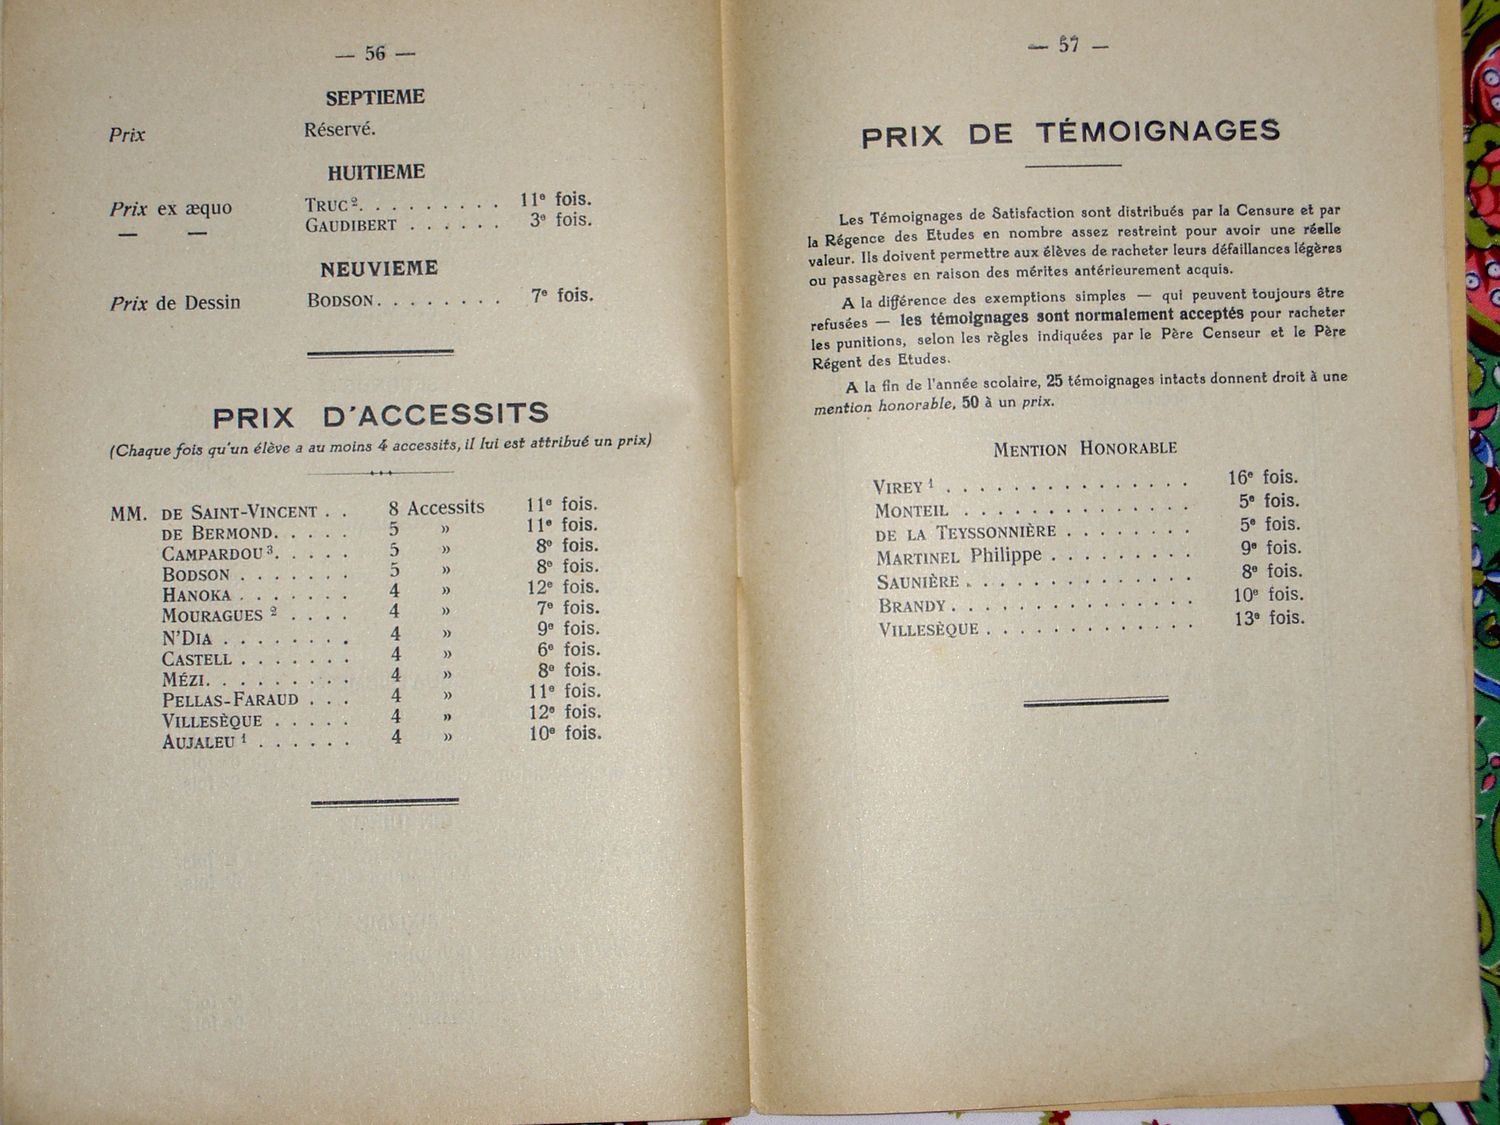 — 56 —
SEPTIEME
Prix Réservé.
HUITIEME
Prix ex æquo TRUC². . . . . . . . . 11ᵉ fois.
— — GAUDIBERT . . . . . . 3ᵉ fois.
NEUVIEME
Prix de Dessin BODSON. . . . . . . . 7ᵉ fois.
PRIX D'ACCESSITS
(Chaque fois qu'un élève a au moins 4 accessits, il lui est attribué un prix)
MM. DE SAINT-VINCENT . . 8 Accessits 11ᵉ fois.
DE BERMOND. . . . . 5 » 11ᵉ fois.
CAMPARDOU³. . . . . 5 » 8ᵉ fois.
BODSON . . . . . . . 5 » 8ᵉ fois.
HANOKA . . . . . . . 4 » 12ᵉ fois.
MOURAGUES ² . . . . 4 » 7ᵉ fois.
N'DIA . . . . . . . . 4 » 9ᵉ fois.
CASTELL . . . . . . . 4 » 6ᵉ fois.
MÉZI. . . . . . . . . 4 » 8ᵉ fois.
PELLAS-FARAUD . . . 4 » 11ᵉ fois.
VILLESÈQUE . . . . . 4 » 12ᵉ fois.
AUJALEU ¹ . . . . . . 4 » 10ᵉ fois.
— 57 —
PRIX DE TÉMOIGNAGES
Les Témoignages de Satisfaction sont distribués par la Censure et par
la Régence des Etudes en nombre assez restreint pour avoir une réelle
valeur. Ils doivent permettre aux élèves de racheter leurs défaillances légères
ou passagères en raison des mérites antérieurement acquis.
A la différence des exemptions simples — qui peuvent toujours être
refusées — les témoignages sont normalement acceptés pour racheter
les punitions, selon les règles indiquées par le Père Censeur et le Père
Régent des Etudes.
A la fin de l'année scolaire, 25 témoignages intacts donnent droit à une
mention honorable, 50 à un prix.
MENTION HONORABLE
VIREY ¹ . . . . . . . . . . . . . . . 16ᵉ fois.
MONTEIL . . . . . . . . . . . . . . 5ᵉ fois.
DE LA TEYSSONNIÈRE . . . . . . . . 5ᵉ fois.
MARTINEL Philippe . . . . . . . . . 9ᵉ fois.
SAUNIÈRE . . . . . . . . . . . . . . 8ᵉ fois.
BRANDY . . . . . . . . . . . . . . . 10ᵉ fois.
VILLESÈQUE . . . . . . . . . . . . . 13ᵉ fois.